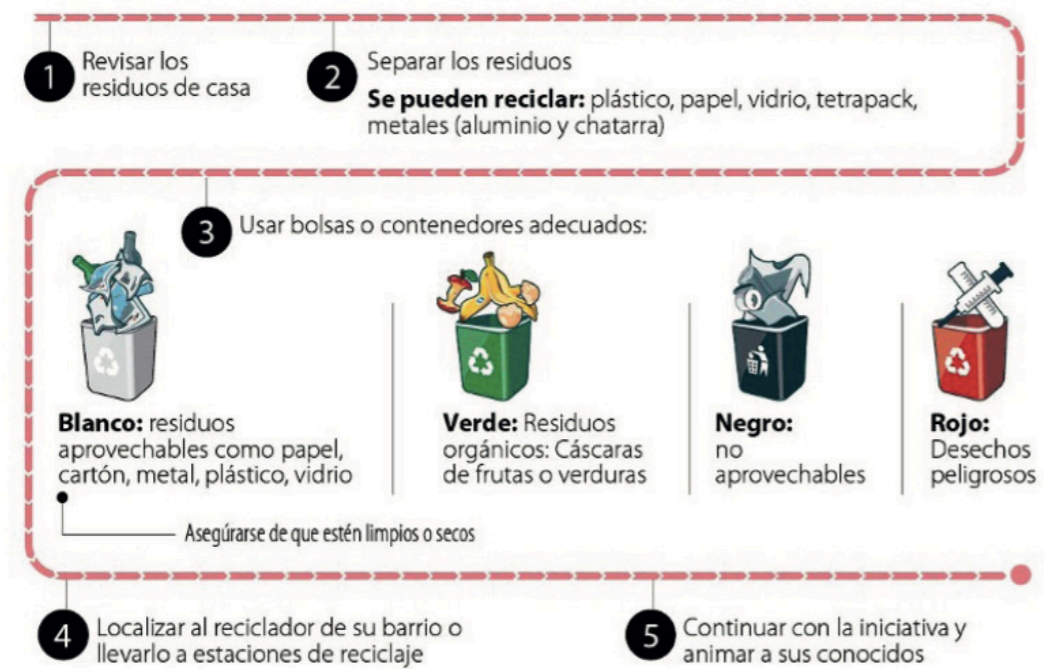 1
Revisar los
residuos de casa
2
Separar los residuos
Se pueden reciclar: plástico, papel, vidrio, tetrapack,
metales (aluminio y chatarra)
3
Usar bolsas o contenedores adecuados:
Blanco: residuos
aprovechables como papel,
cartón, metal, plástico, vidrio
Asegúrarse de que estén limpios o secos
Verde: Residuos
orgánicos: Cáscaras
de frutas o verduras
Negro:
no
aprovechables
Rojo:
Desechos
peligrosos
4
Localizar al reciclador de su barrio o
llevarlo a estaciones de reciclaje
5
Continuar con la iniciativa y
animar a sus conocidos